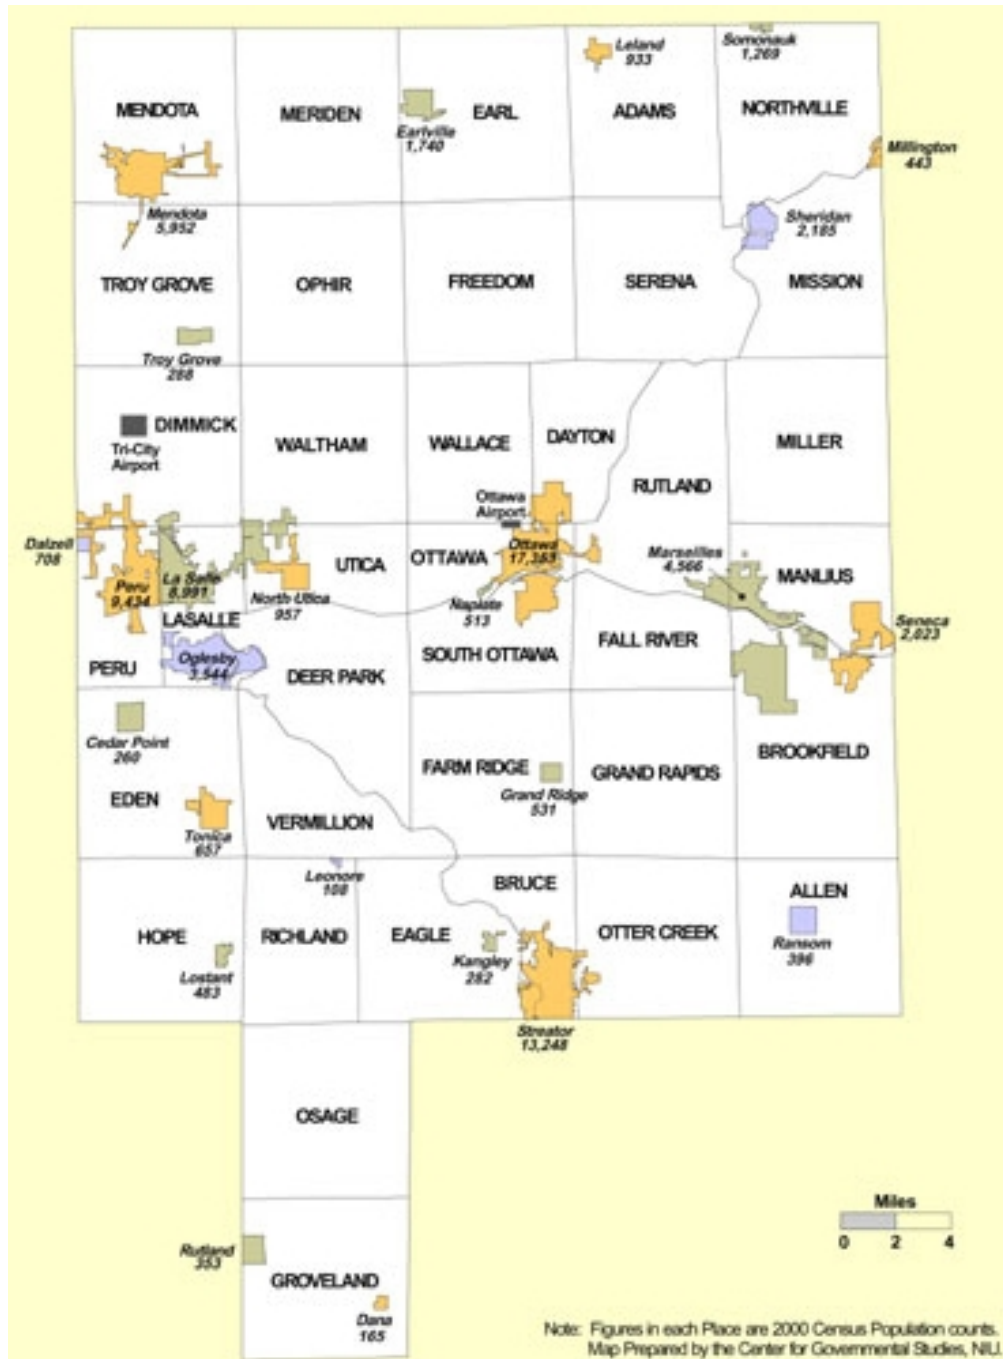 Leland
933
Somonauk
1,269
MENDOTA
MERIDEN
EARL
ADAMS
NORTHVILLE
Earlville
1,740
Millington
443
Mendota
5,952
Sheridan
2,185
TROY GROVE
OPHIR
FREEDOM
SERENA
MISSION
Troy Grove
288
DIMMICK
Tri-City
Airport
WALTHAM
WALLACE
DAYTON
MILLER
RUTLAND
Ottawa
Airport
Dalzell
708
Peru
9,434
La Salle
8,991
UTICA
OTTAWA
Ottawa
Marseilles
4,566
MANLIUS
North Utica
957
Naplate
513
LASALLE
Seneca
2,023
PERU
Oglesby
3,544
DEER PARK
SOUTH OTTAWA
FALL RIVER
Cedar Point
260
FARM RIDGE
GRAND RAPIDS
BROOKFIELD
Grand Ridge
531
EDEN
Tonica
657
VERMILLION
Leonore
108
BRUCE
ALLEN
HOPE
RICHLAND
EAGLE
OTTER CREEK
Lostant
483
Kangley
282
Ransom
396
Streator
13,248
OSAGE
Miles
0 2 4
Rutland
353
GROVELAND
Dana
165
Note: Figures in each Place are 2000 Census Population counts.
Map Prepared by the Center for Governmental Studies, NIU.